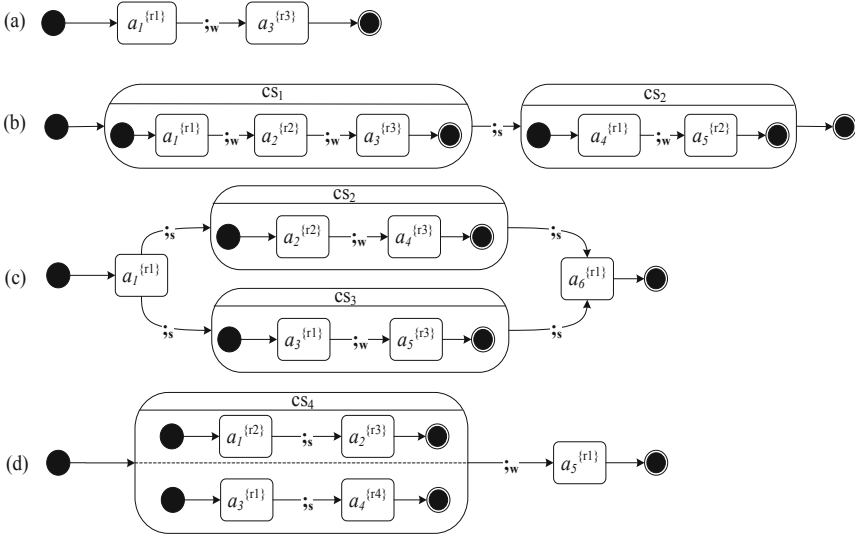 (a) a₁{r1} ;w a₃{r3}
cs₁ cs₂
(b) a₁{r1} ;w a₂{r2} ;w a₃{r3} ;s a₄{r1} ;w a₅{r2}
cs₂
;s a₂{r2} ;w a₄{r3} ;s
(c) a₁{r1} a₆{r1}
cs₃
;s a₃{r1} ;w a₅{r3} ;s
cs₄
a₁{r2} ;s a₂{r3}
(d) ;w a₅{r1}
a₃{r1} ;s a₄{r4}